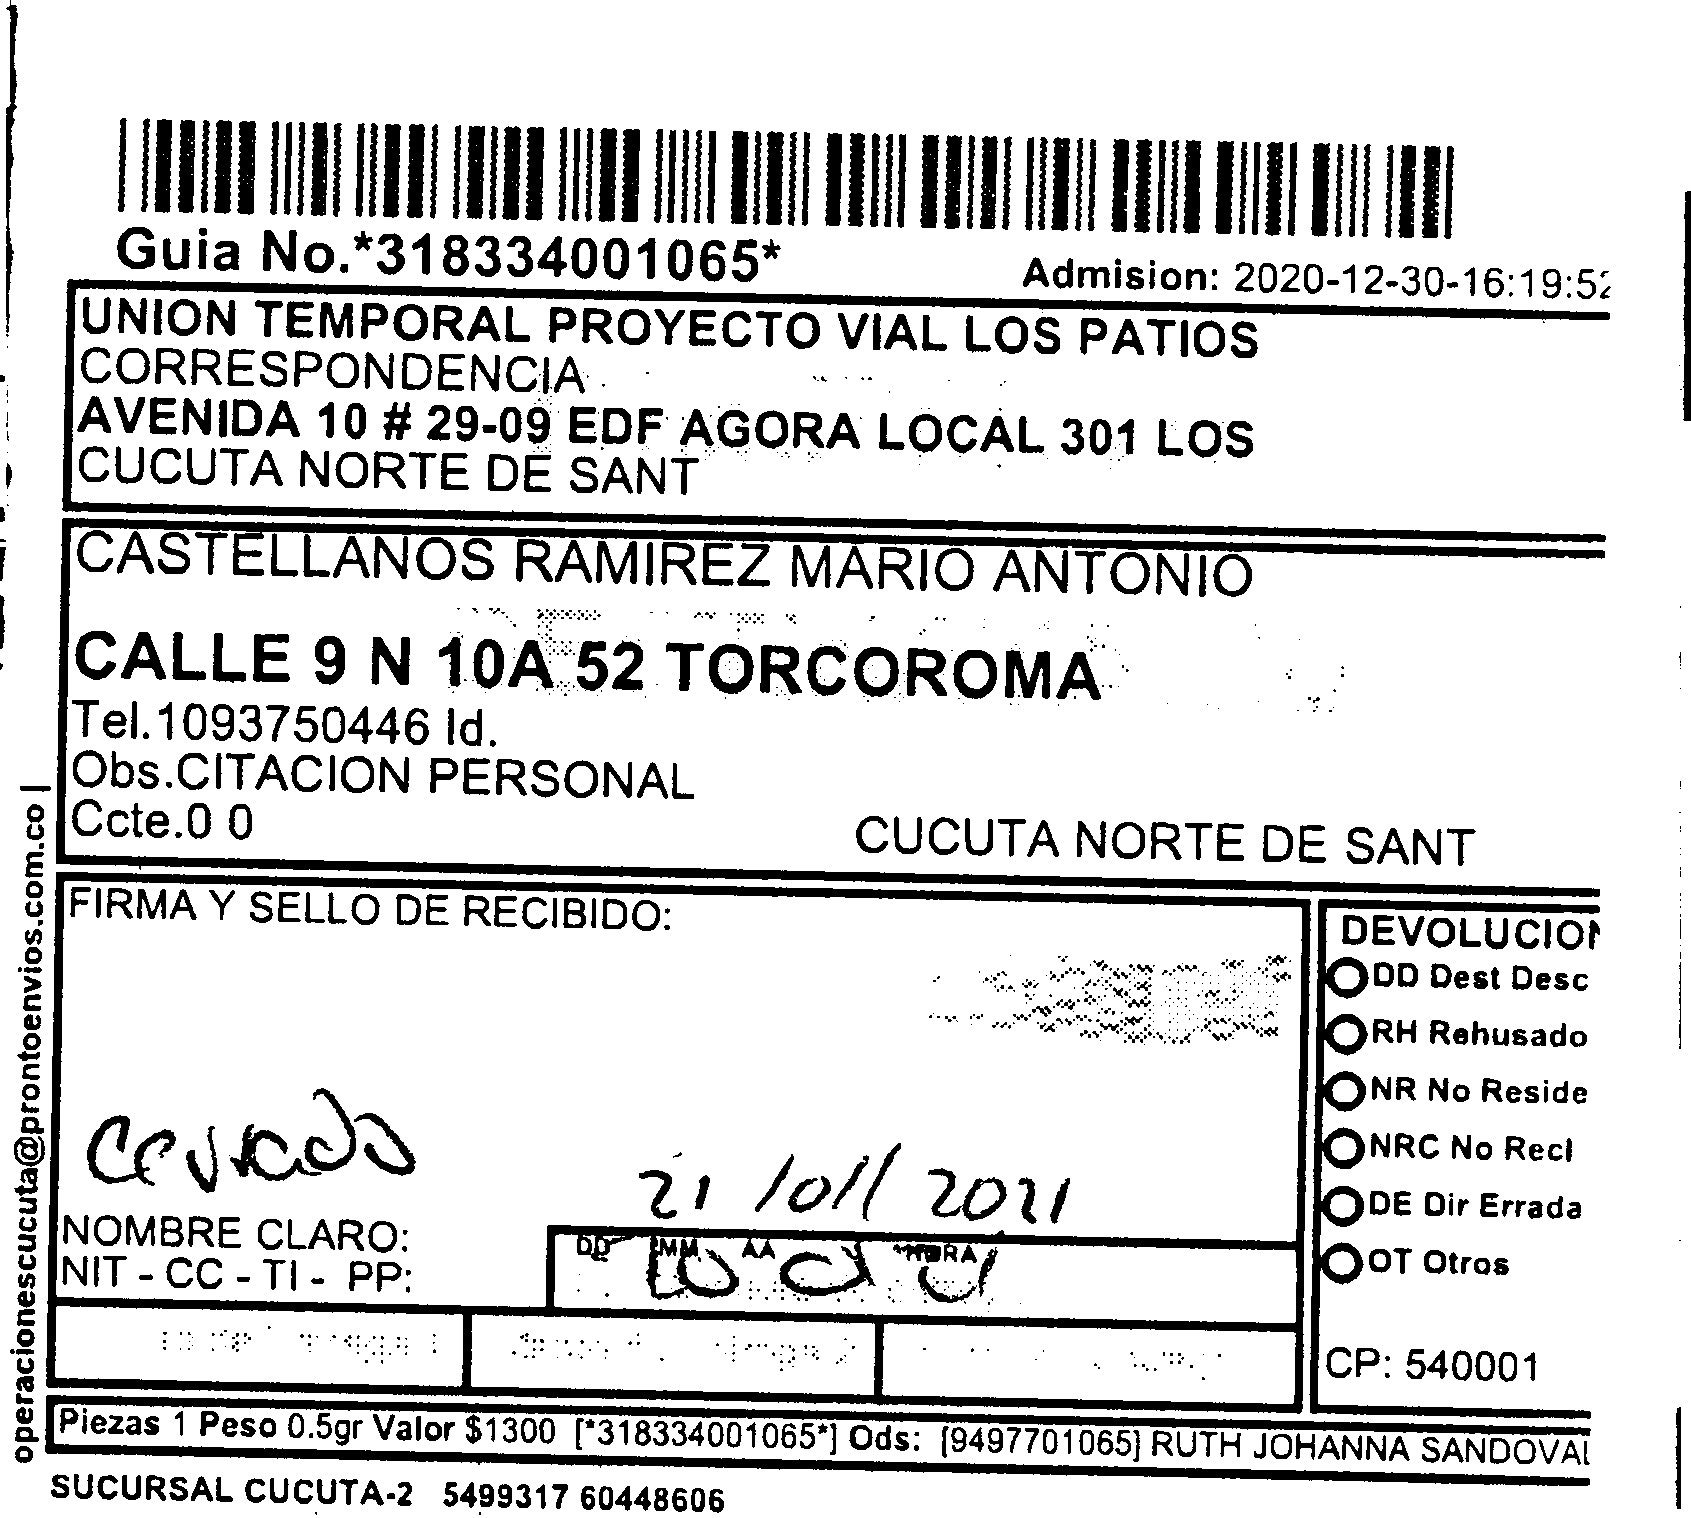 Guia No.*318334001065*
Admision: 2020-12-30-16:19:52
UNION TEMPORAL PROYECTO VIAL LOS PATIOS
CORRESPONDENCIA
AVENIDA 10 # 29-09 EDF AGORA LOCAL 301 LOS
CUCUTA NORTE DE SANT
CASTELLANOS RAMIREZ MARIO ANTONIO
CALLE 9 N 10A 52 TORCOROMA
Tel.1093750446 Id.
Obs.CITACION PERSONAL
Ccte.0 0
CUCUTA NORTE DE SANT
FIRMA Y SELLO DE RECIBIDO:
cerrado
21/01/2021
NOMBRE CLARO:
NIT - CC - TI - PP:
DD MM AA HORA
DEVOLUCION
DD Dest Desc
RH Rehusado
NR No Reside
NRC No Recl
DE Dir Errada
OT Otros
CP: 540001
Piezas 1 Peso 0.5gr Valor $1300 [*318334001065*] Ods: [9497701065] RUTH JOHANNA SANDOVAL
SUCURSAL CUCUTA-2 5499317 60448606
operacionescucuta@prontoenvios.com.co |